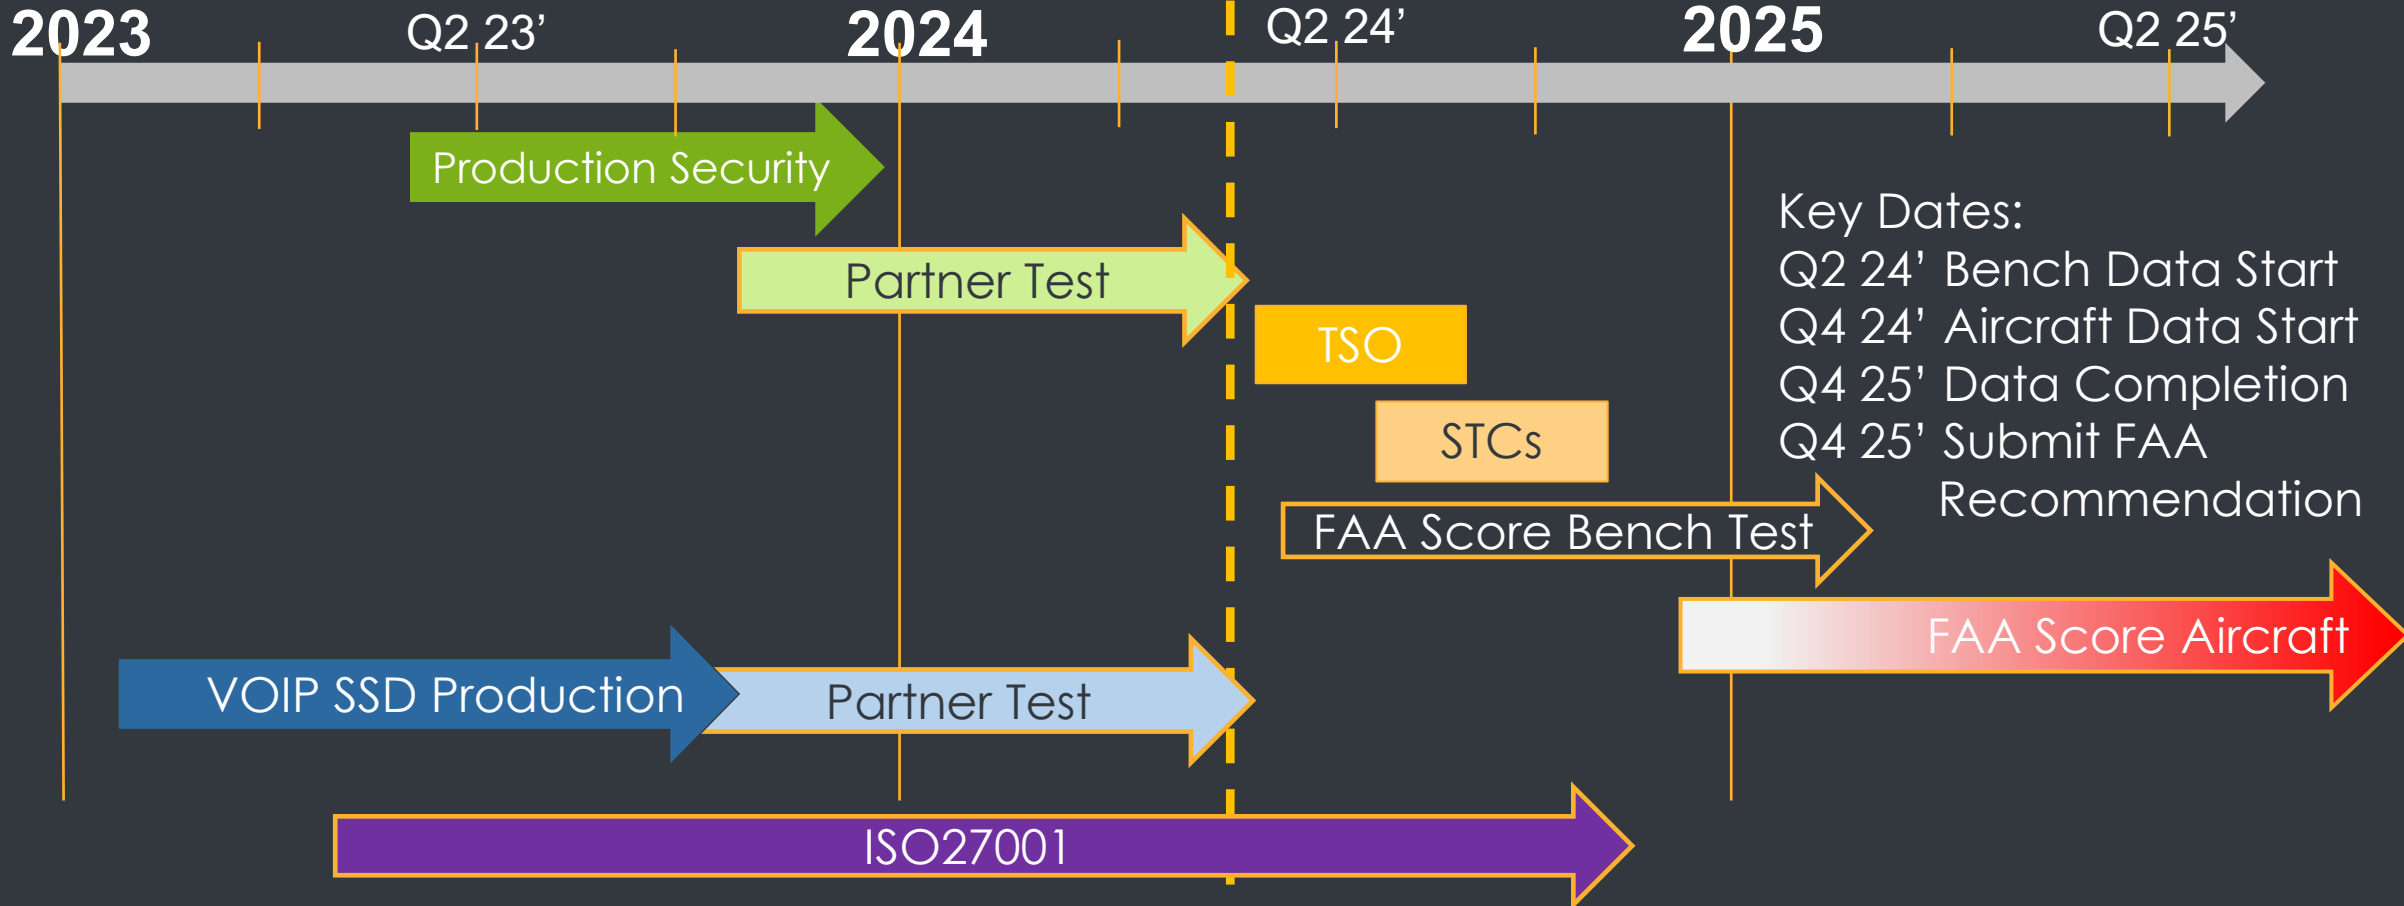 2023
Q2 23’
2024
Q2 24’
2025
Q2 25’
Production Security
Partner Test
TSO
STCs
FAA Score Bench Test
FAA Score Aircraft
VOIP SSD Production
Partner Test
ISO27001
Key Dates:
Q2 24’ Bench Data Start
Q4 24’ Aircraft Data Start
Q4 25’ Data Completion
Q4 25’ Submit FAA
Recommendation